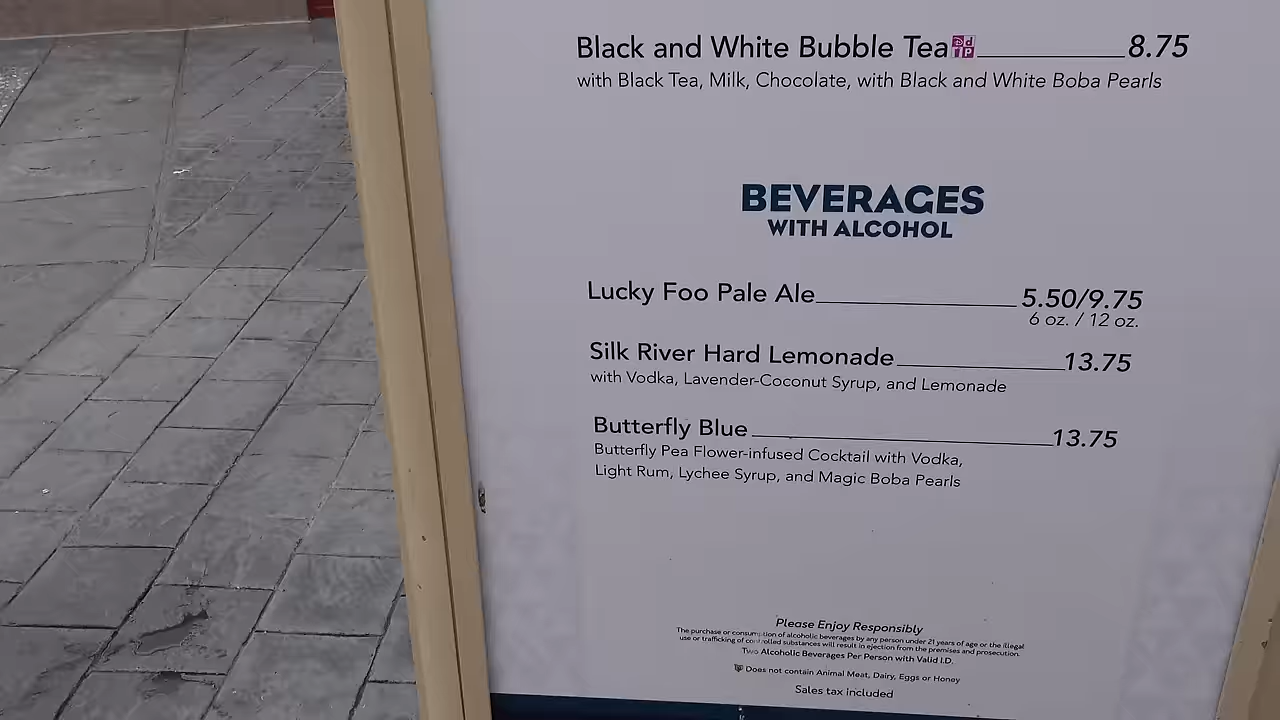 Black and White Bubble Tea 8.75
with Black Tea, Milk, Chocolate, with Black and White Boba Pearls
BEVERAGES
WITH ALCOHOL
Lucky Foo Pale Ale 5.50/9.75
6 oz. / 12 oz.
Silk River Hard Lemonade 13.75
with Vodka, Lavender-Coconut Syrup, and Lemonade
Butterfly Blue 13.75
Butterfly Pea Flower-infused Cocktail with Vodka,
Light Rum, Lychee Syrup, and Magic Boba Pearls
Please Enjoy Responsibly
The purchase or consumption of alcoholic beverages by any person under 21 years of age or the illegal
use or trafficking of controlled substances will result in ejection from the premises and prosecution.
Two Alcoholic Beverages Per Person with Valid I.D.
Does not contain Animal Meat, Dairy, Eggs or Honey
Sales tax included